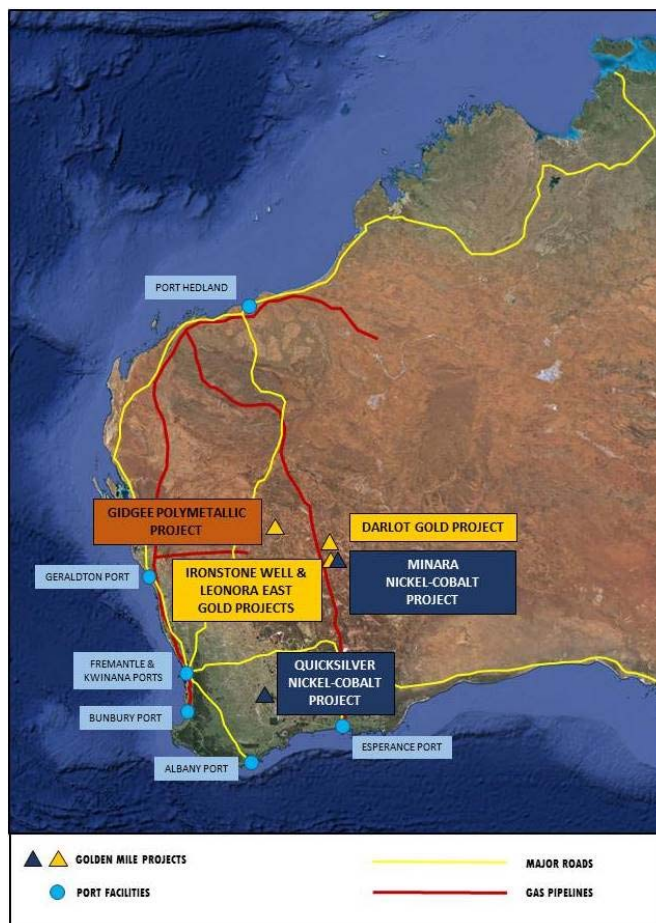 PORT HEDLAND
GIDGEE POLYMETALLIC
PROJECT
DARLOT GOLD PROJECT
GERALDTON PORT
IRONSTONE WELL &
LEONORA EAST
GOLD PROJECTS
MINARA
NICKEL-COBALT
PROJECT
FREMANTLE &
KWINANA PORTS
QUICKSILVER
NICKEL-COBALT
PROJECT
BUNBURY PORT
ESPERANCE PORT
ALBANY PORT
GOLDEN MILE PROJECTS
MAJOR ROADS
PORT FACILITIES
GAS PIPELINES